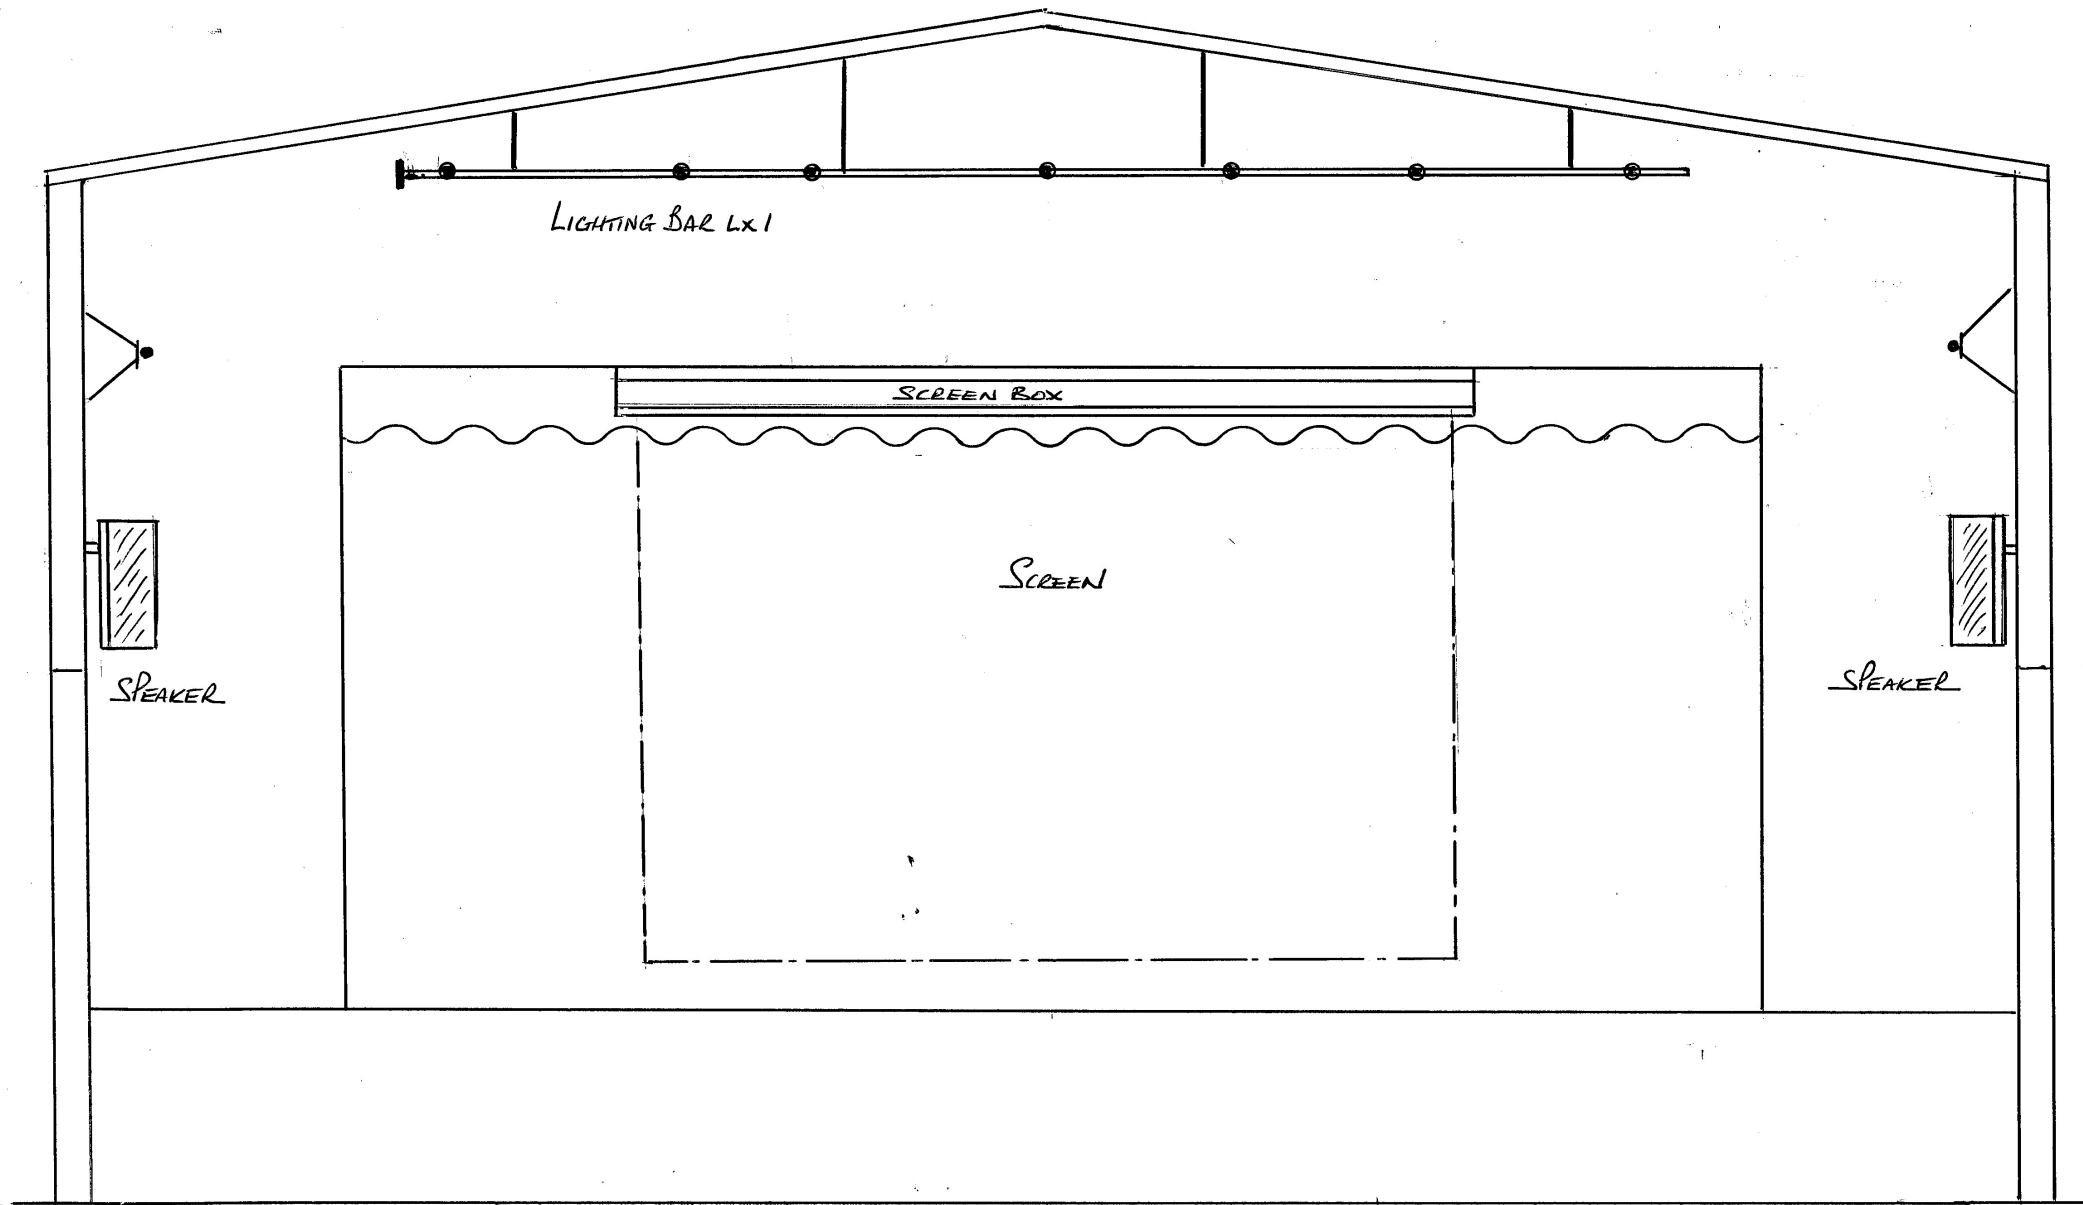 LIGHTING BAR LX1
SCREEN BOX
SCREEN
SPEAKER
SPEAKER